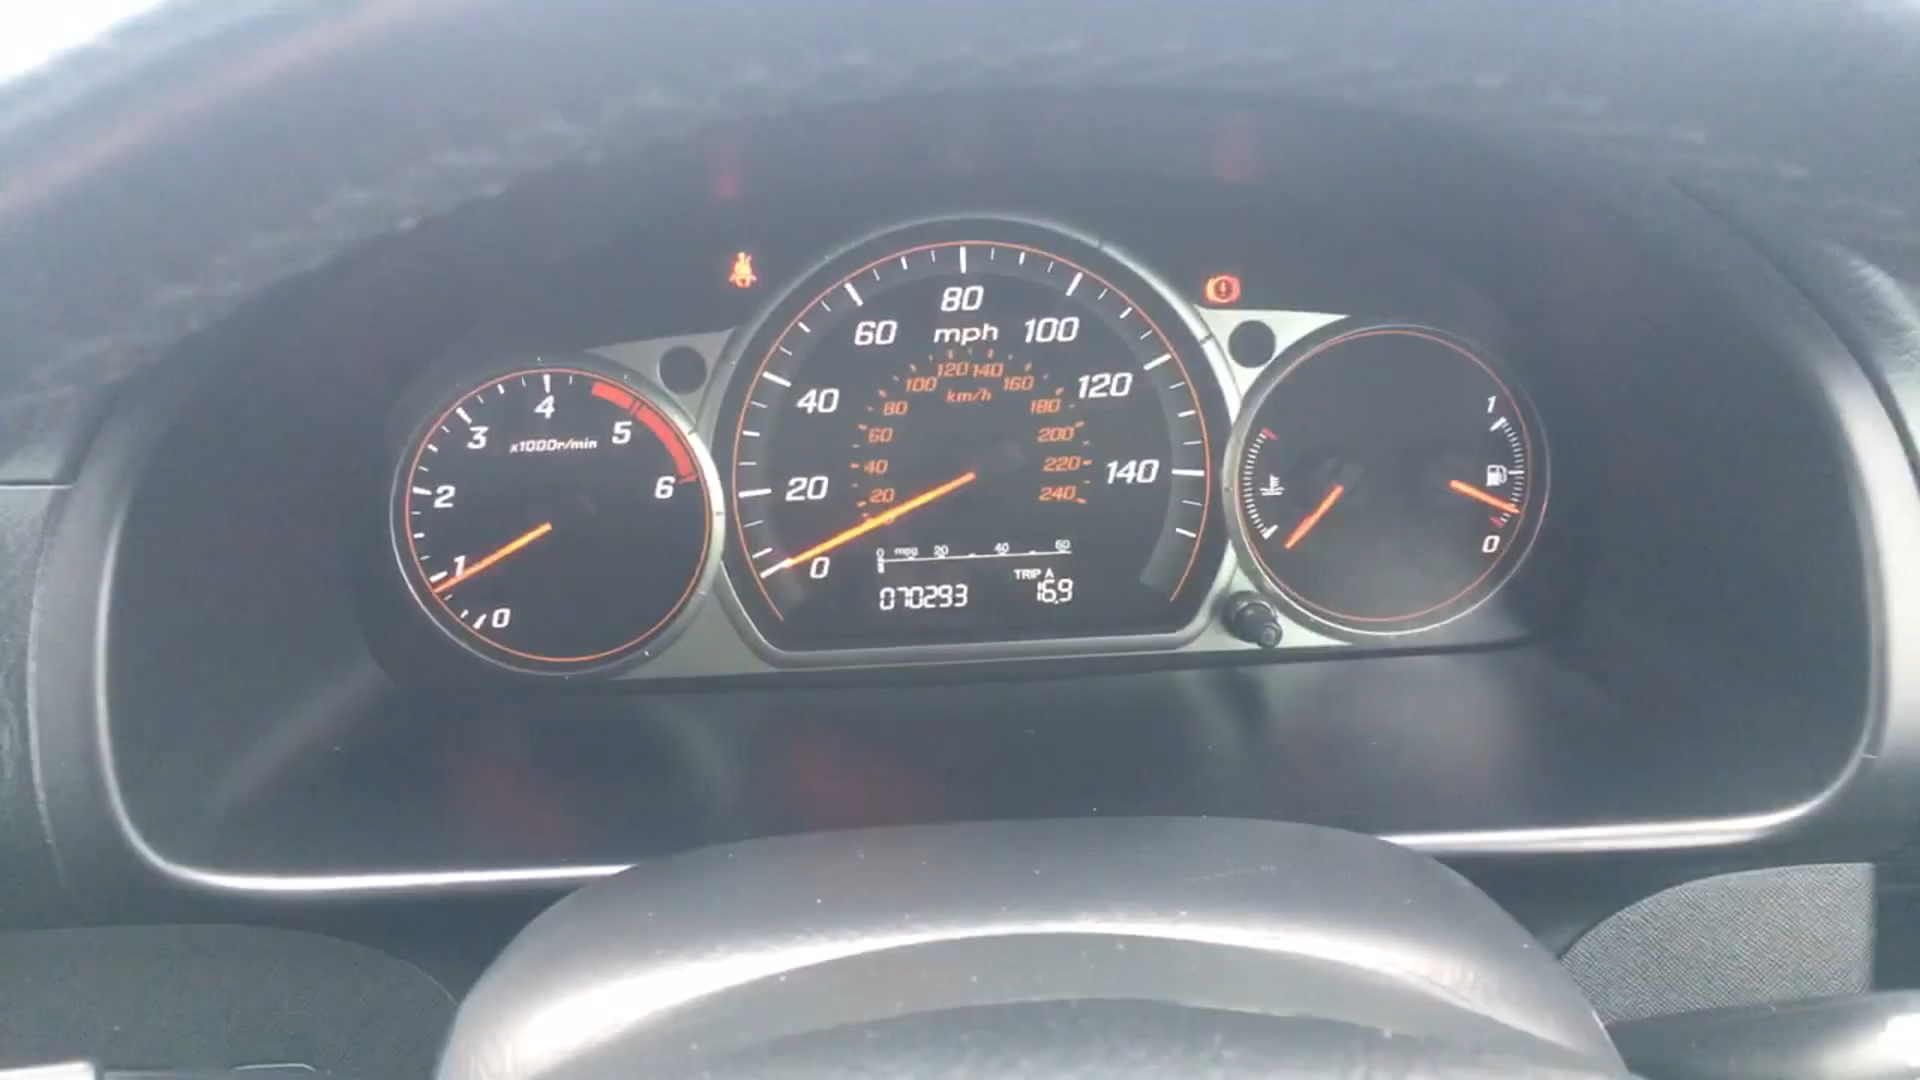 80
60 mph 100
120 140
100 160
km/h
40 80 180 120
4
3 5
x1000r/min
60 200
40 220 140
20 20 240
2 6
1
0 0
0 mpg 20 40 60
TRIP A
070293 16.9
1
0